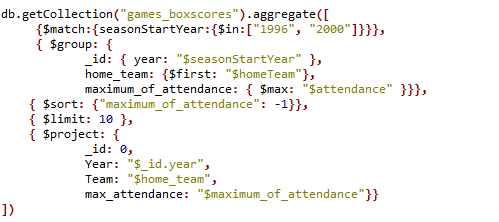 db.getCollection("games_boxscores").aggregate([
{$match:{seasonStartYear:{$in:["1996", "2000"]}}},
{ $group: {
_id: { year: "$seasonStartYear" },
home_team: {$first: "$homeTeam"},
maximum_of_attendance: { $max: "$attendance" }}},
{ $sort: {"maximum_of_attendance": -1}},
{ $limit: 10 },
{ $project: {
_id: 0,
Year: "$_id.year",
Team: "$home_team",
max_attendance: "$maximum_of_attendance"}}
])